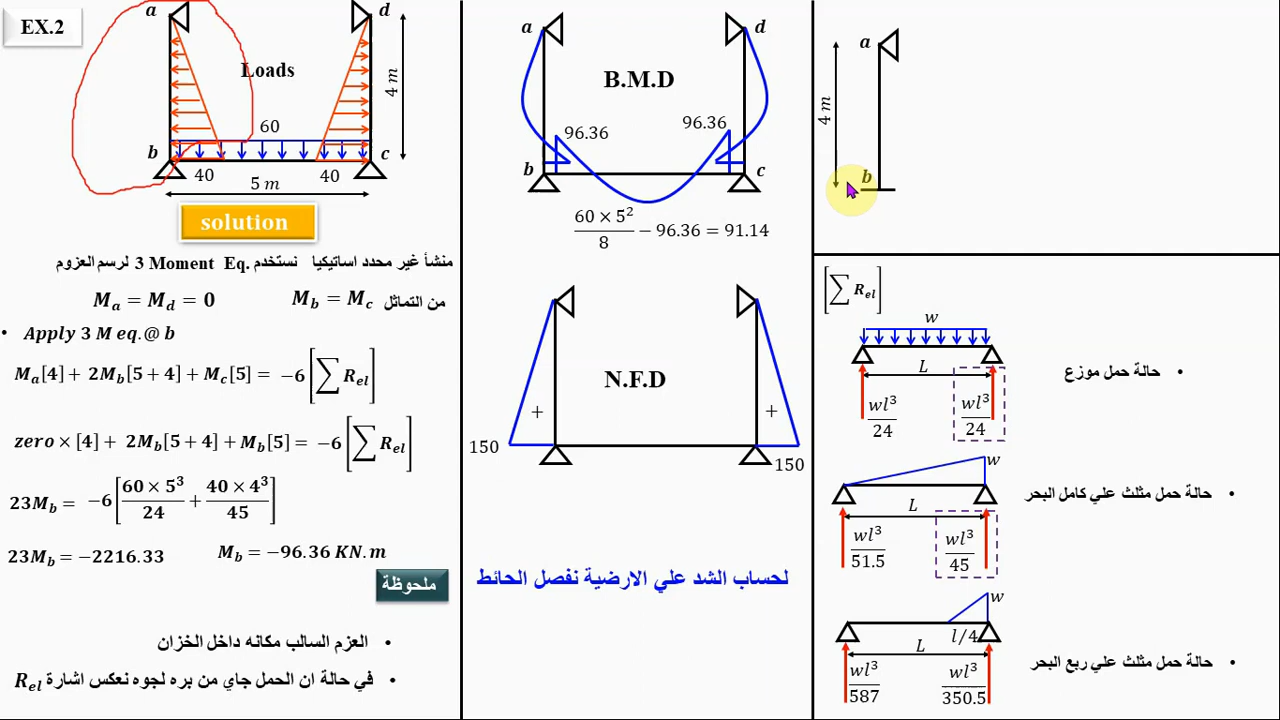 EX.2
a
d
Loads
4 m
60
b
c
40
40
5 m
solution
منشأ غير محدد استاتيكيا نستخدم .3 Moment Eq لرسم العزوم
من التماثل M_b = M_c
M_a = M_d = 0
• Apply 3 M eq.@ b
M_a[4] + 2M_b[5 + 4] + M_c[5] = -6[∑ R_el]
zero × [4] + 2M_b[5 + 4] + M_b[5] = -6[∑ R_el]
23M_b = -6[60 × 5³/24 + 40 × 4³/45]
23M_b = -2216.33
M_b = -96.36 KN.m
ملحوظة
• العزم السالب مكانه داخل الخزان
• في حالة ان الحمل جاي من بره لجوه نعكس اشارة R_el
a
d
B.M.D
96.36
96.36
b
c
60 × 5²/8 - 96.36 = 91.14
N.F.D
+
+
150
150
لحساب الشد علي الارضية نفصل الحائط
a
4 m
b
[∑ R_el]
w
L
wl³/24
wl³/24
• حالة حمل موزع
w
L
wl³/51.5
wl³/45
• حالة حمل مثلث علي كامل البحر
w
l/4
L
wl³/587
wl³/350.5
• حالة حمل مثلث علي ربع البحر